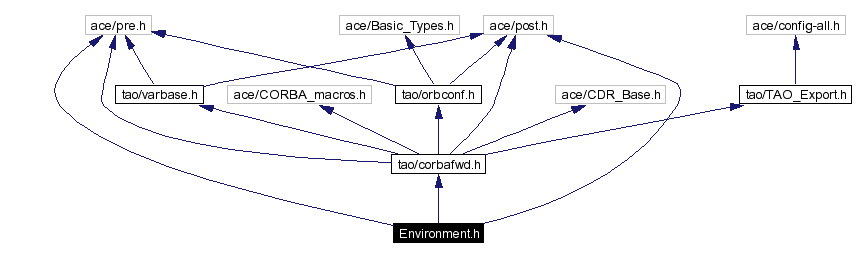 ace/pre.h
ace/Basic_Types.h
ace/post.h
ace/config-all.h
tao/varbase.h
ace/CORBA_macros.h
tao/orbconf.h
ace/CDR_Base.h
tao/TAO_Export.h
tao/corbafwd.h
Environment.h